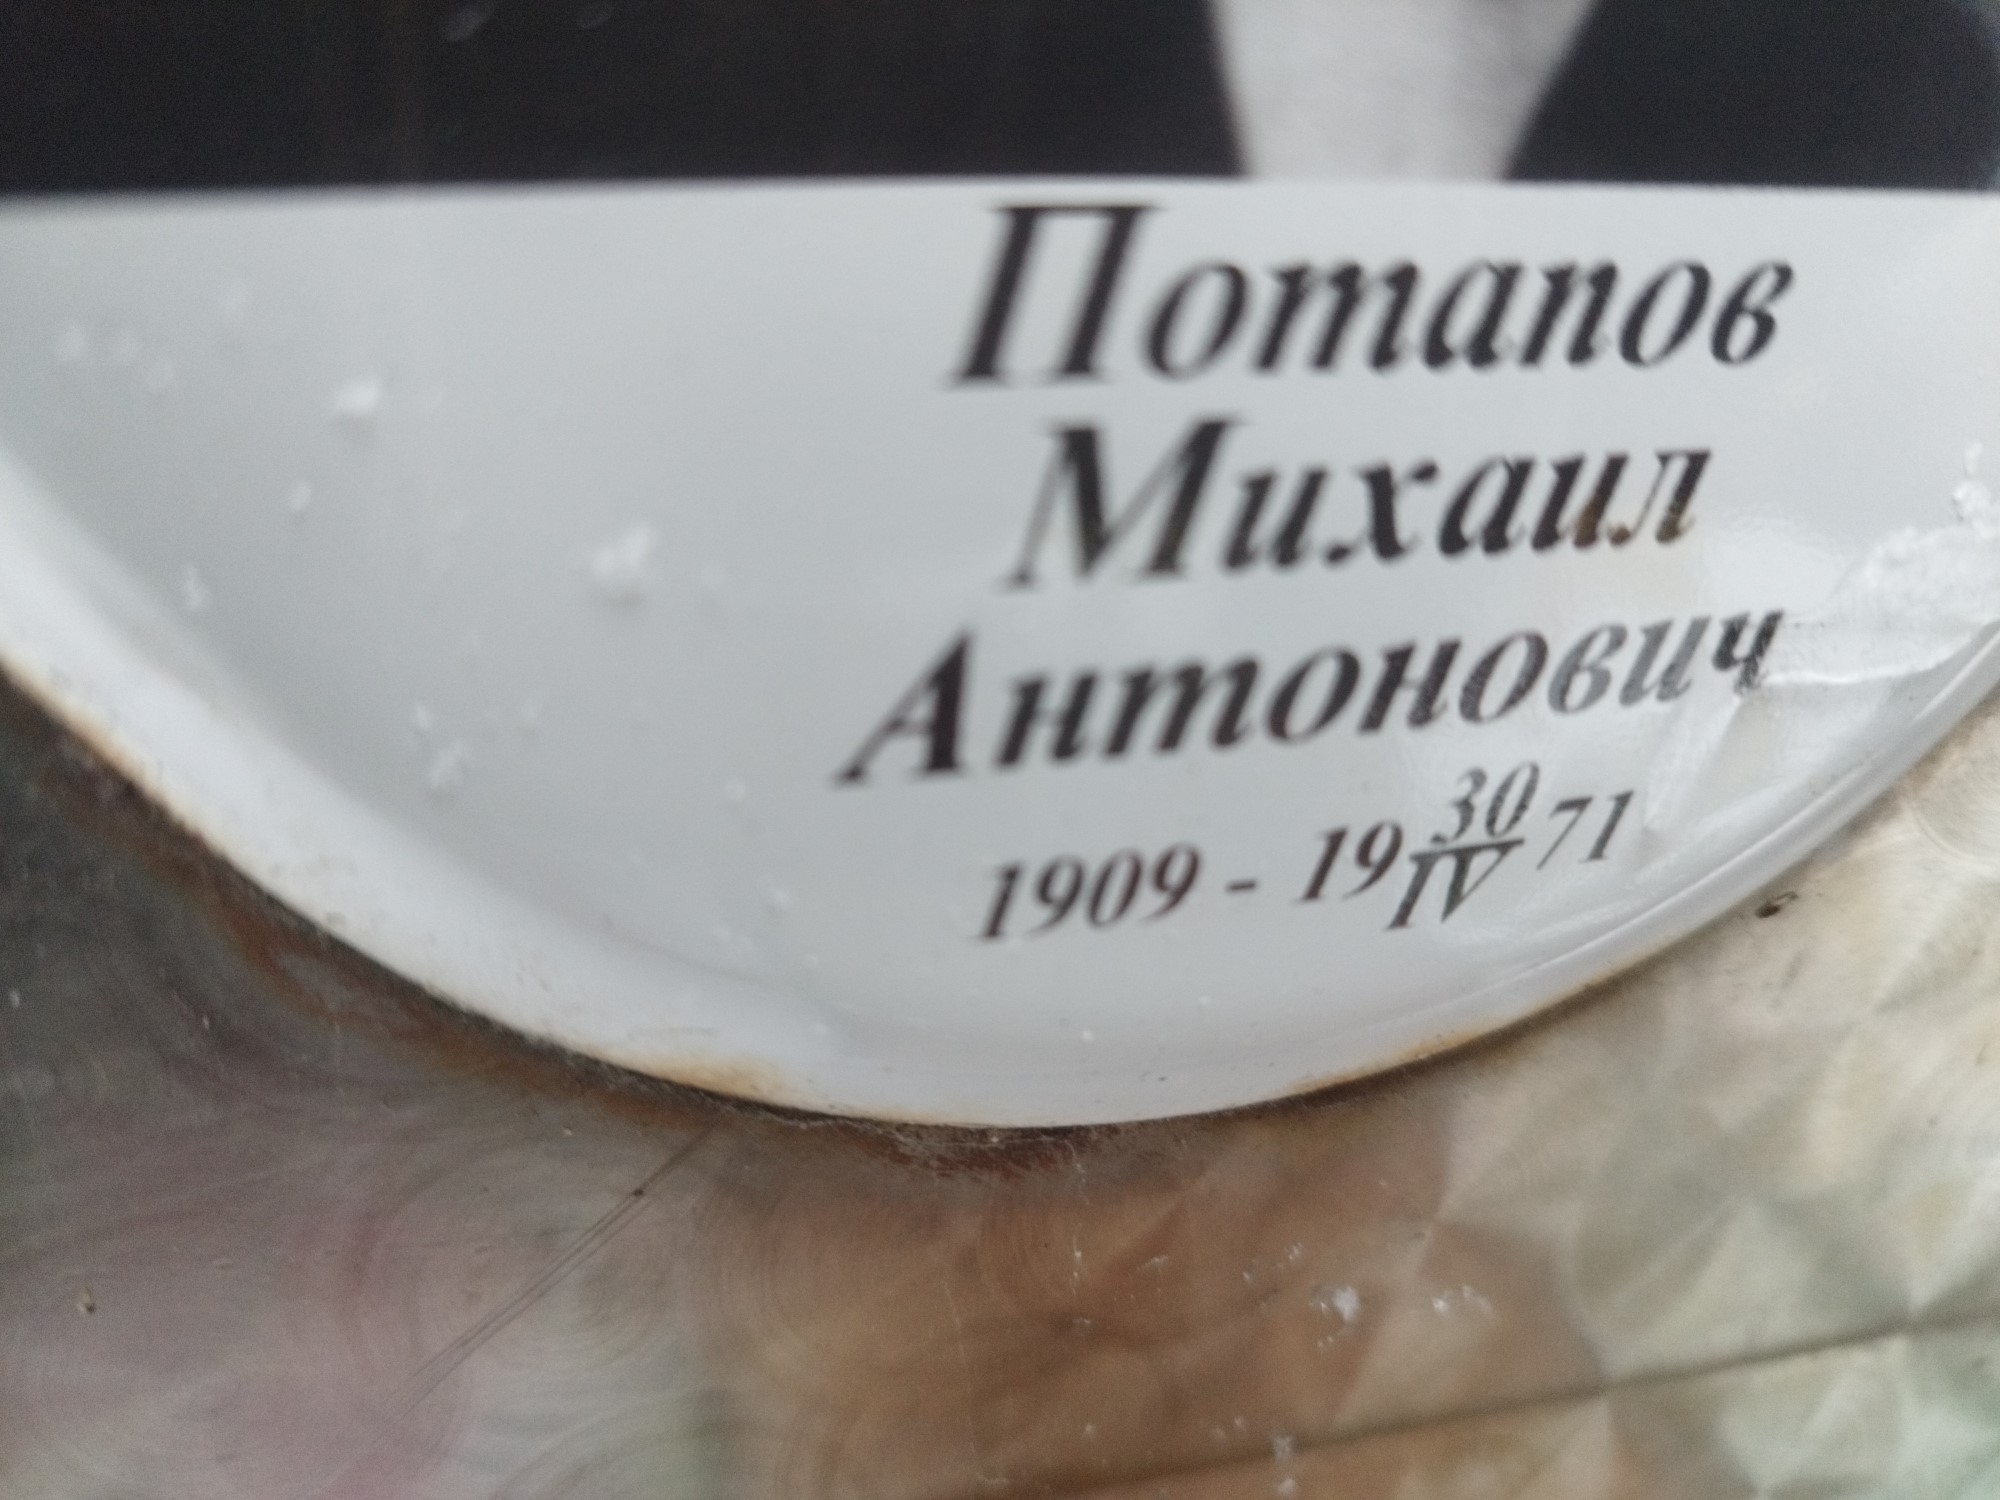 Потапов
Михаил
Антонович
1909 - 19 30/IV 71